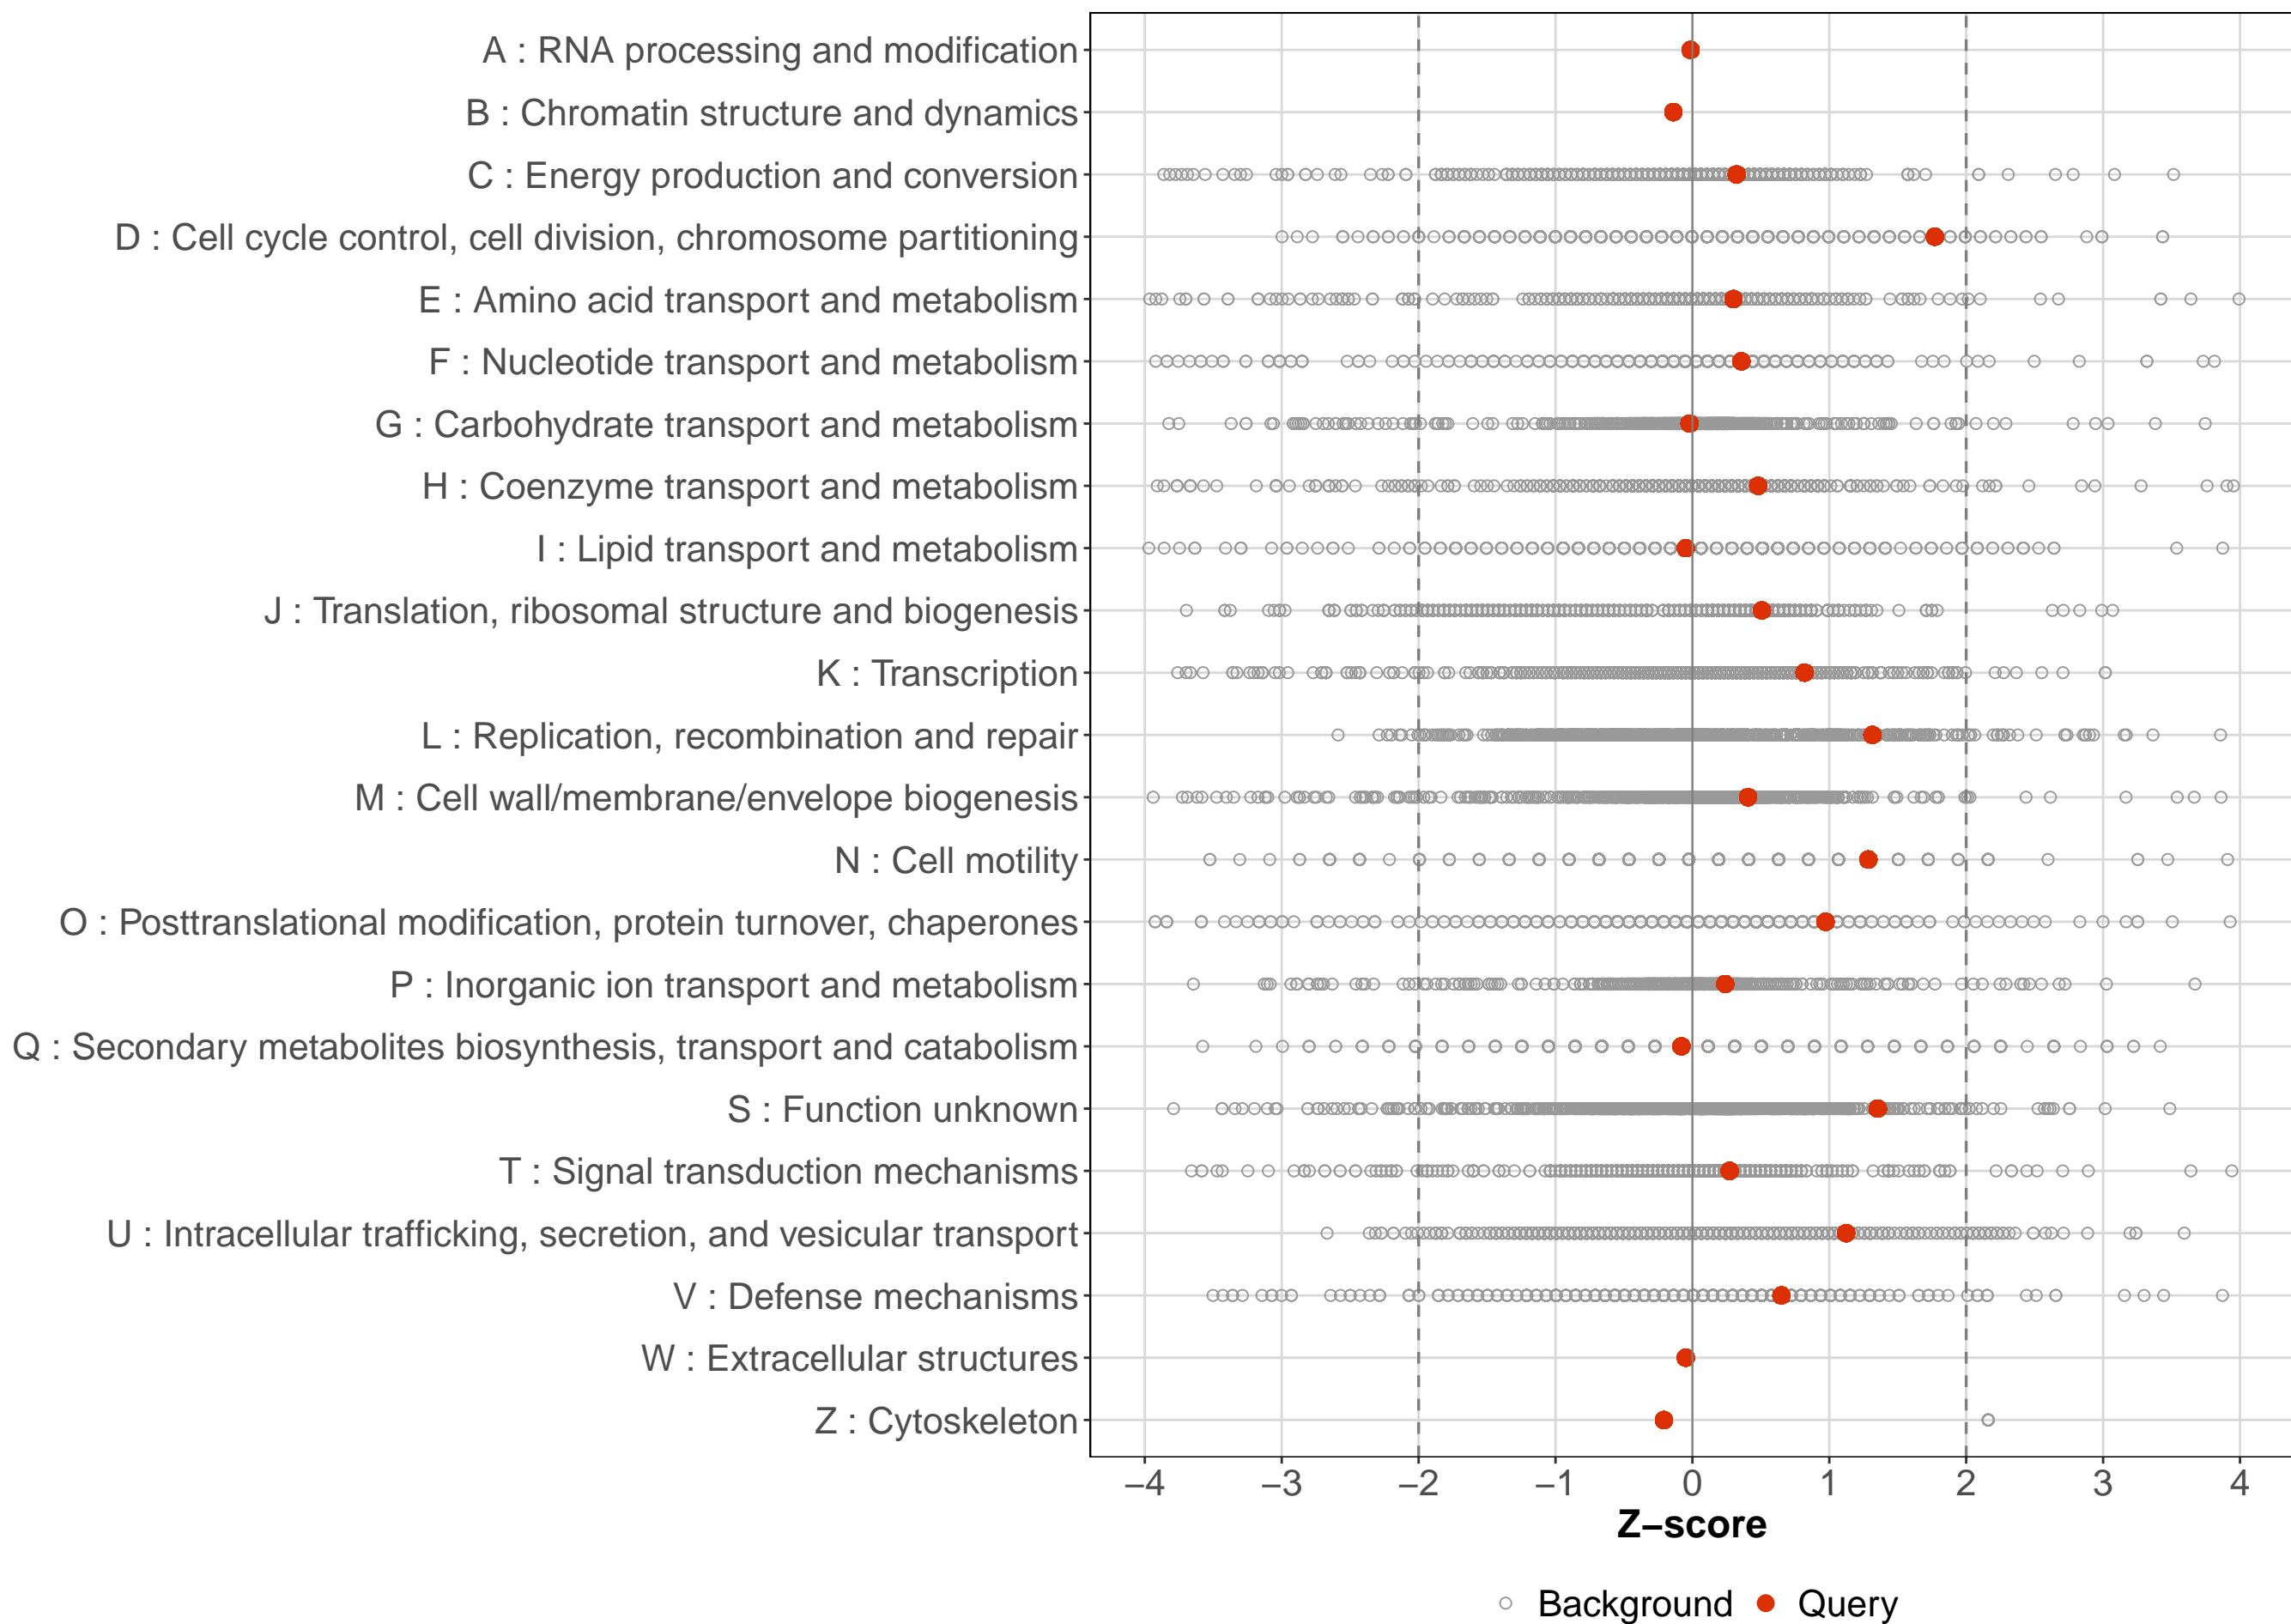 A : RNA processing and modification
B : Chromatin structure and dynamics
C : Energy production and conversion
D : Cell cycle control, cell division, chromosome partitioning
E : Amino acid transport and metabolism
F : Nucleotide transport and metabolism
G : Carbohydrate transport and metabolism
H : Coenzyme transport and metabolism
I : Lipid transport and metabolism
J : Translation, ribosomal structure and biogenesis
K : Transcription
L : Replication, recombination and repair
M : Cell wall/membrane/envelope biogenesis
N : Cell motility
O : Posttranslational modification, protein turnover, chaperones
P : Inorganic ion transport and metabolism
Q : Secondary metabolites biosynthesis, transport and catabolism
S : Function unknown
T : Signal transduction mechanisms
U : Intracellular trafficking, secretion, and vesicular transport
V : Defense mechanisms
W : Extracellular structures
Z : Cytoskeleton
−4 −3 −2 −1 0 1 2 3 4
Z−score
Background Query